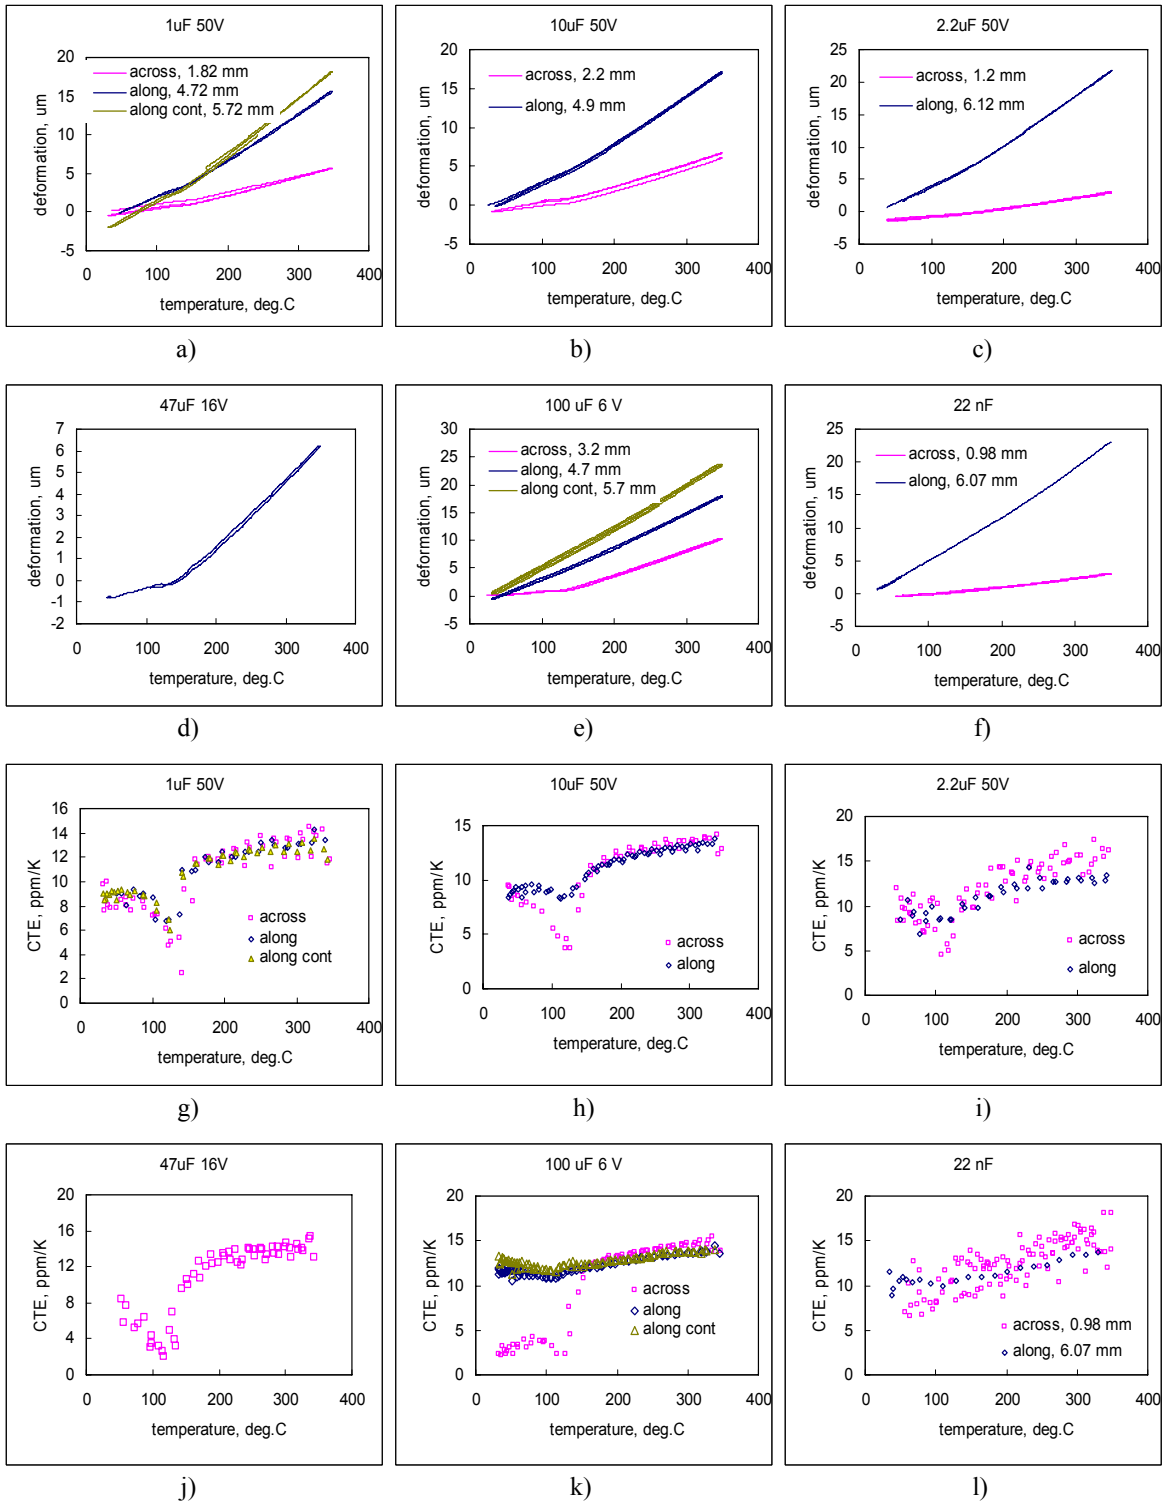 1uF 50V
20
15
10
5
0
-5
deformation, um
across, 1.82 mm
along, 4.72 mm
along cont, 5.72 mm
0 100 200 300 400
temperature, deg.C
a)
10uF 50V
20
15
10
5
0
-5
deformation, um
across, 2.2 mm
along, 4.9 mm
0 100 200 300 400
temperature, deg.C
b)
2.2uF 50V
25
20
15
10
5
0
-5
deformation, um
across, 1.2 mm
along, 6.12 mm
0 100 200 300 400
temperature, deg.C
c)
47uF 16V
7
6
5
4
3
2
1
0
-1
-2
deformation, um
0 100 200 300 400
temperature, deg.C
d)
100 uF 6 V
30
25
20
15
10
5
0
-5
deformation, um
across, 3.2 mm
along, 4.7 mm
along cont, 5.7 mm
0 100 200 300 400
temperature, deg.C
e)
22 nF
30
25
20
15
10
5
0
-5
deformation, um
across, 0.98 mm
along, 6.07 mm
0 100 200 300 400
temperature, deg.C
f)
1uF 50V
16
14
12
10
8
6
4
2
0
CTE, ppm/K
across
along
along cont
0 100 200 300 400
temperature, deg.C
g)
10uF 50V
15
10
5
0
CTE, ppm/K
across
along
0 100 200 300 400
temperature, deg.C
h)
2.2uF 50V
20
15
10
5
0
CTE, ppm/K
across
along
0 100 200 300 400
temperature, deg.C
i)
47uF 16V
20
16
12
8
4
0
CTE, ppm/K
0 100 200 300 400
temperature, deg.C
j)
100 uF 6 V
20
15
10
5
0
CTE, ppm/K
across
along
along cont
0 100 200 300 400
temperature, deg.C
k)
22 nF
20
15
10
5
0
CTE, ppm/K
across, 0.98 mm
along, 6.07 mm
0 100 200 300 400
temperature, deg.C
l)